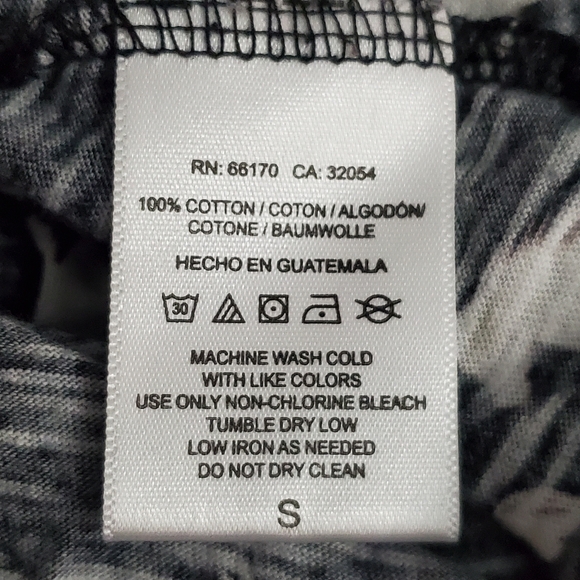 RN: 66170 CA: 32054
100% COTTON / COTON / ALGODÓN/
COTONE / BAUMWOLLE
HECHO EN GUATEMALA
30
MACHINE WASH COLD
WITH LIKE COLORS
USE ONLY NON-CHLORINE BLEACH
TUMBLE DRY LOW
LOW IRON AS NEEDED
DO NOT DRY CLEAN
S